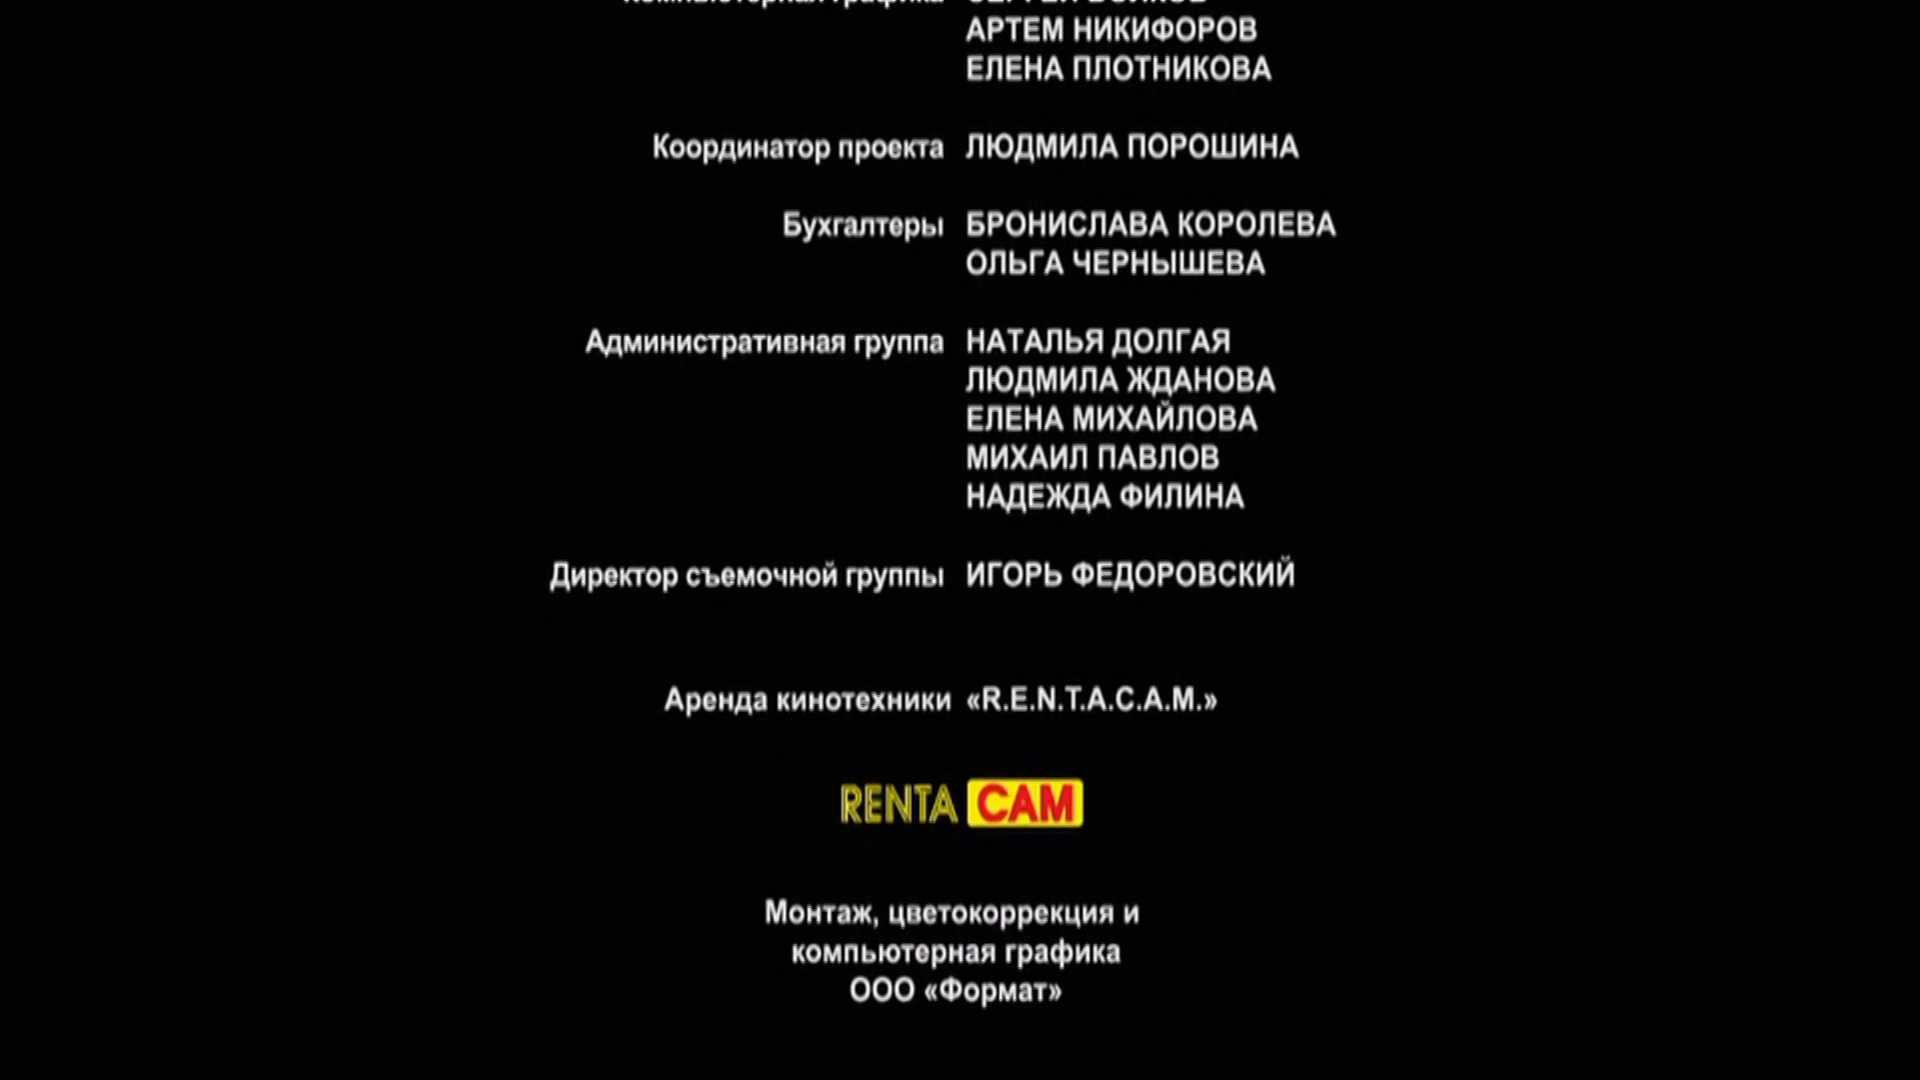 АРТЕМ НИКИФОРОВ
ЕЛЕНА ПЛОТНИКОВА
Координатор проекта ЛЮДМИЛА ПОРОШИНА
Бухгалтеры БРОНИСЛАВА КОРОЛЕВА
ОЛЬГА ЧЕРНЫШЕВА
Административная группа НАТАЛЬЯ ДОЛГАЯ
ЛЮДМИЛА ЖДАНОВА
ЕЛЕНА МИХАЙЛОВА
МИХАИЛ ПАВЛОВ
НАДЕЖДА ФИЛИНА
Директор съемочной группы ИГОРЬ ФЕДОРОВСКИЙ
Аренда кинотехники «R.E.N.T.A.C.A.M.»
RENTA CAM
Монтаж, цветокоррекция и
компьютерная графика
ООО «Формат»